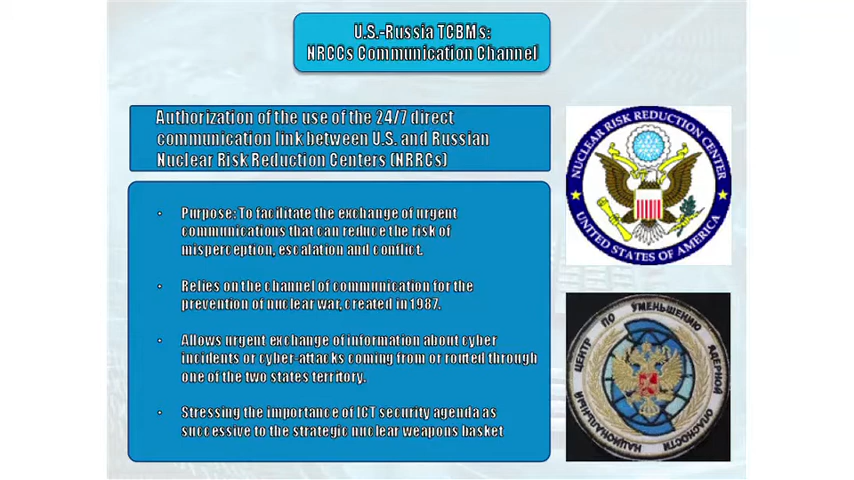 U.S.-Russia TCBMs:
NRCCs Communication Channel
Authorization of the use of the 24/7 direct
communication link between U.S. and Russian
Nuclear Risk Reduction Centers (NRRCs)
• Purpose: To facilitate the exchange of urgent
communications that can reduce the risk of
misperception, escalation and conflict.
• Relies on the channel of communication for the
prevention of nuclear war, created in 1987.
• Allows urgent exchange of information about cyber
incidents or cyber-attacks coming from or routed through
one of the two states territory.
• Stressing the importance of ICT security agenda as
successive to the strategic nuclear weapons basket
NUCLEAR RISK REDUCTION CENTER
UNITED STATES OF AMERICA
НАЦИОНАЛЬНЫЙ ЦЕНТР ПО УМЕНЬШЕНИЮ ЯДЕРНОЙ ОПАСНОСТИ